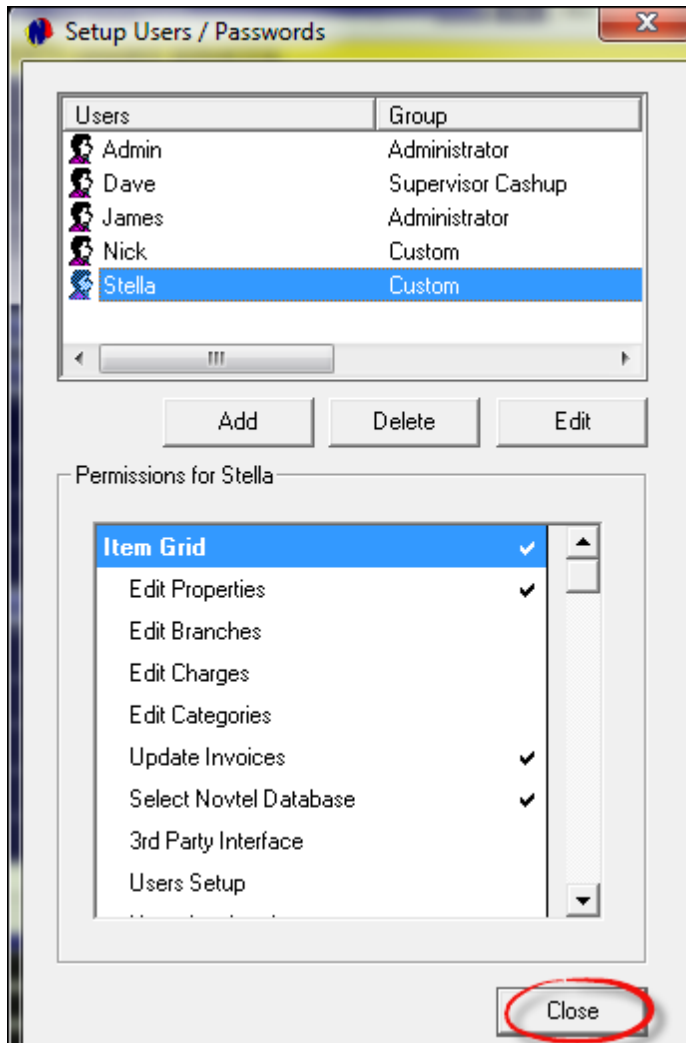 Setup Users / Passwords
Users Group
Admin Administrator
Dave Supervisor Cashup
James Administrator
Nick Custom
Stella Custom
Add Delete Edit
Permissions for Stella
Item Grid
Edit Properties
Edit Branches
Edit Charges
Edit Categories
Update Invoices
Select Novtel Database
3rd Party Interface
Users Setup
Close